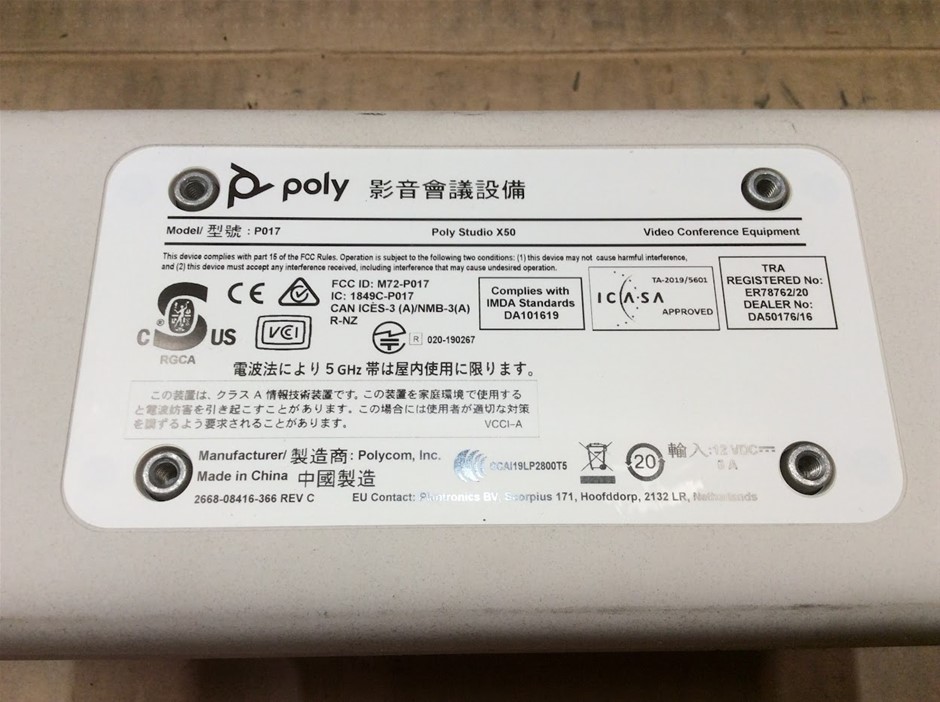 poly 影音會議設備
Model/ 型號 : P017 Poly Studio X50 Video Conference Equipment
This device complies with part 15 of the FCC Rules. Operation is subject to the following two conditions: (1) this device may not cause harmful interference,
and (2) this device must accept any interference received, including interference that may cause undesired operation.
C US
RGCA
CE
VCI
FCC ID: M72-P017
IC: 1849C-P017
CAN ICES-3 (A)/NMB-3(A)
R-NZ
R 020-190267
Complies with
IMDA Standards
DA101619
TA-2019/5601
ICASA
APPROVED
TRA
REGISTERED No:
ER78762/20
DEALER No:
DA50176/16
電波法により 5 GHz 帯は屋内使用に限ります。
この装置は、クラス A 情報技術装置です。この装置を家庭環境で使用する
と電波妨害を引き起こすことがあります。この場合には使用者が適切な対策
を講ずるよう要求されることがあります。 VCCI-A
Manufacturer/ 製造商: Polycom, Inc.
Made in China 中國製造
CCAI19LP2800T5
20
輸入:12 VDC
5 A
2668-08416-366 REV C EU Contact: Plantronics BV, Scorpius 171, Hoofddorp, 2132 LR, Netherlands